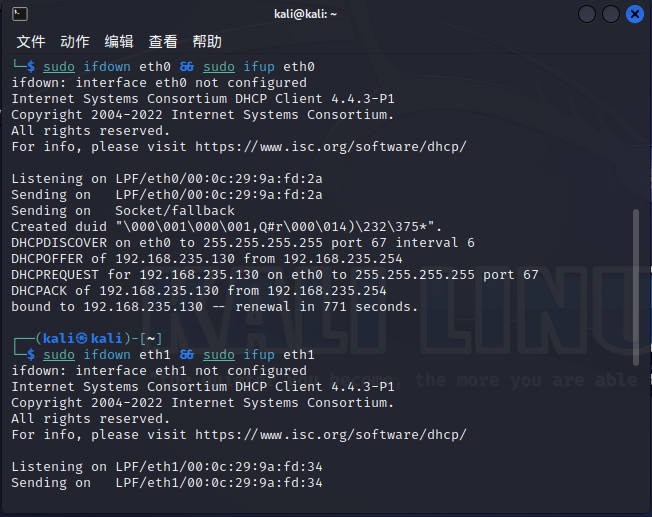 kali@kali: ~
文件 动作 编辑 查看 帮助
└─$ sudo ifdown eth0 && sudo ifup eth0
ifdown: interface eth0 not configured
Internet Systems Consortium DHCP Client 4.4.3-P1
Copyright 2004-2022 Internet Systems Consortium.
All rights reserved.
For info, please visit https://www.isc.org/software/dhcp/

Listening on LPF/eth0/00:0c:29:9a:fd:2a
Sending on   LPF/eth0/00:0c:29:9a:fd:2a
Sending on   Socket/fallback
Created duid "\000\001\000\001,Q#r\000\014)\232\375*".
DHCPDISCOVER on eth0 to 255.255.255.255 port 67 interval 6
DHCPOFFER of 192.168.235.130 from 192.168.235.254
DHCPREQUEST for 192.168.235.130 on eth0 to 255.255.255.255 port 67
DHCPACK of 192.168.235.130 from 192.168.235.254
bound to 192.168.235.130 -- renewal in 771 seconds.

┌──(kali㉿kali)-[~]
└─$ sudo ifdown eth1 && sudo ifup eth1
ifdown: interface eth1 not configured
Internet Systems Consortium DHCP Client 4.4.3-P1
Copyright 2004-2022 Internet Systems Consortium.
All rights reserved.
For info, please visit https://www.isc.org/software/dhcp/

Listening on LPF/eth1/00:0c:29:9a:fd:34
Sending on   LPF/eth1/00:0c:29:9a:fd:34
KALI LINU
the more you are able